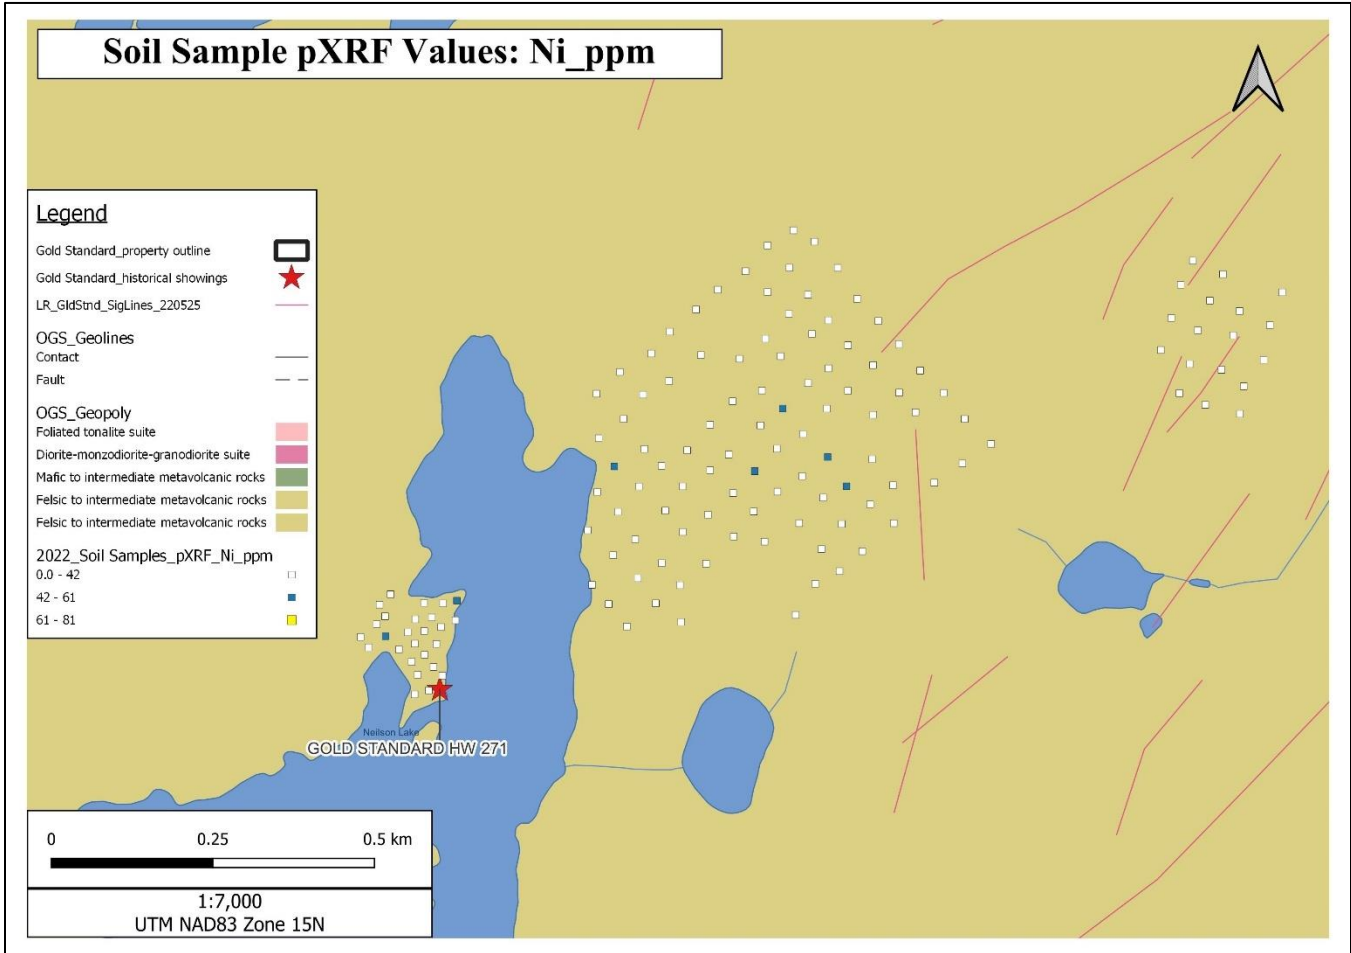 Soil Sample pXRF Values: Ni_ppm
Legend
Gold Standard_property outline
Gold Standard_historical showings
LR_GldStnd_SigLines_220525
OGS_Geolines
Contact
Fault
OGS_Geopoly
Foliated tonalite suite
Diorite-monzodiorite-granodiorite suite
Mafic to intermediate metavolcanic rocks
Felsic to intermediate metavolcanic rocks
Felsic to intermediate metavolcanic rocks
2022_Soil Samples_pXRF_Ni_ppm
0.0 - 42
42 - 61
61 - 81
Neilson Lake
GOLD STANDARD HW 271
0 0.25 0.5 km
1:7,000
UTM NAD83 Zone 15N